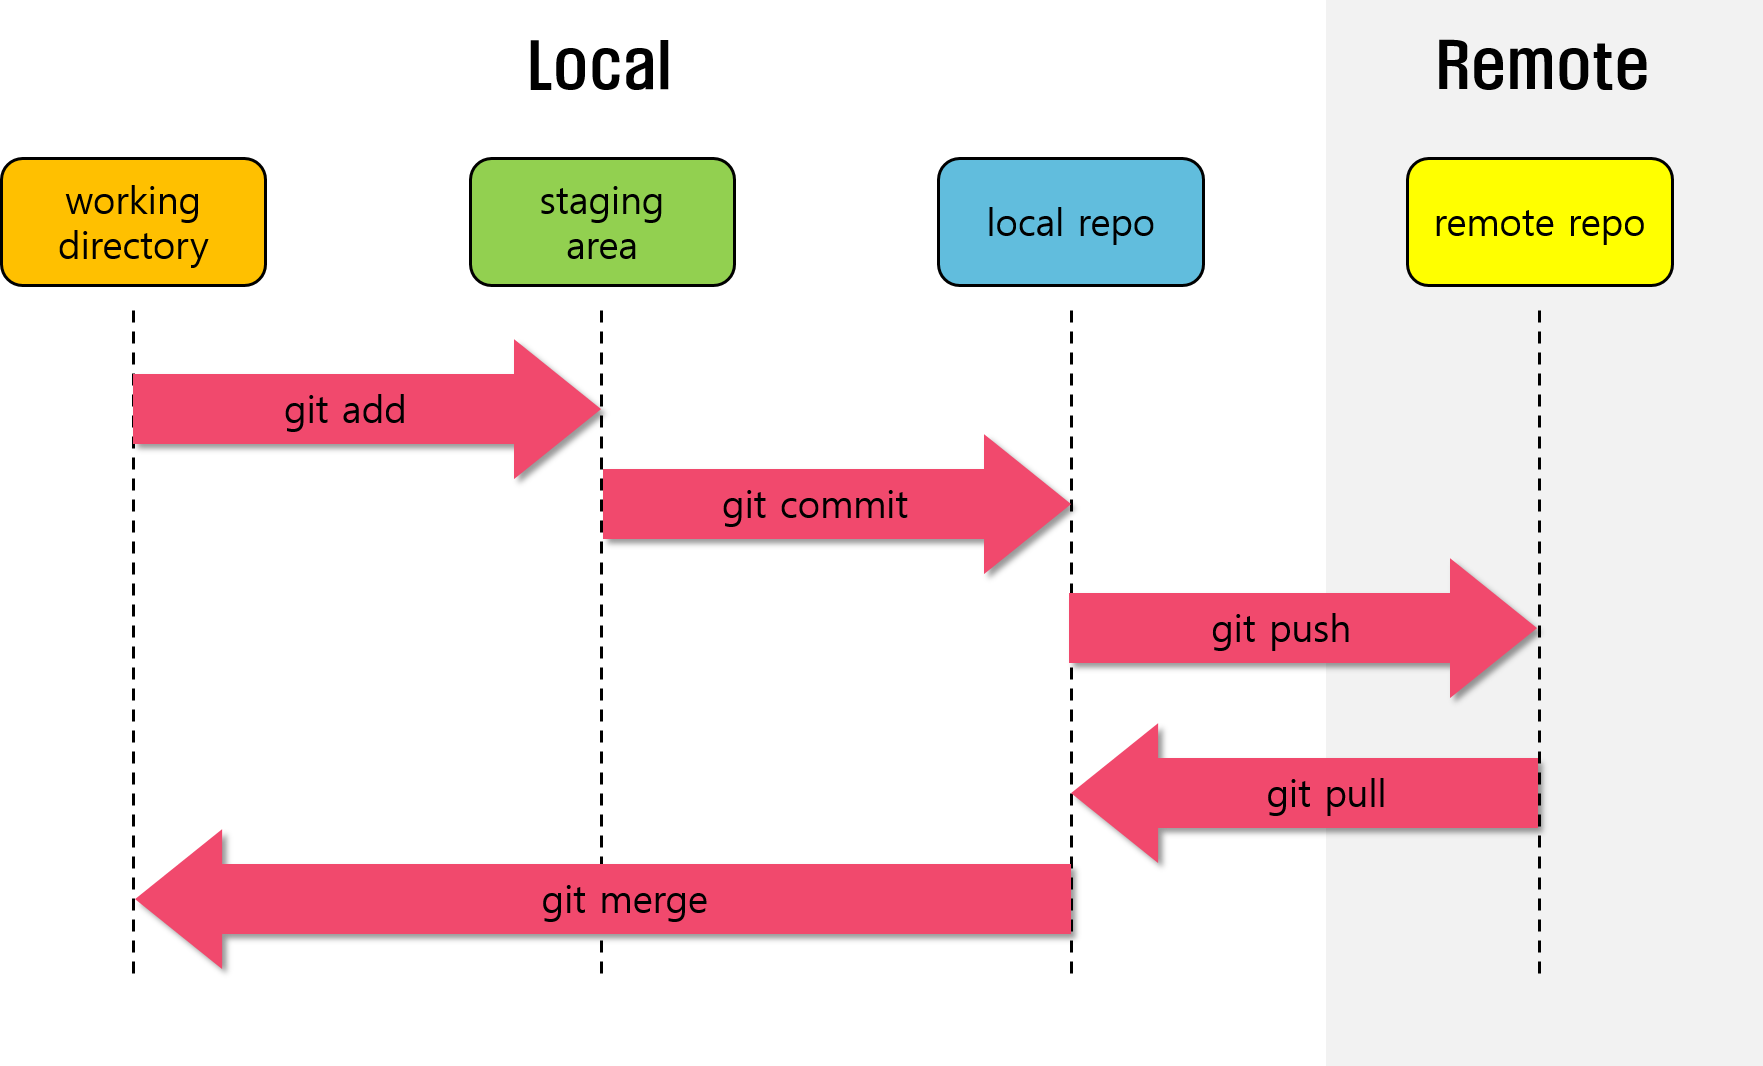 Local
Remote
working
directory
staging
area
local repo
remote repo
git add
git commit
git push
git pull
git merge